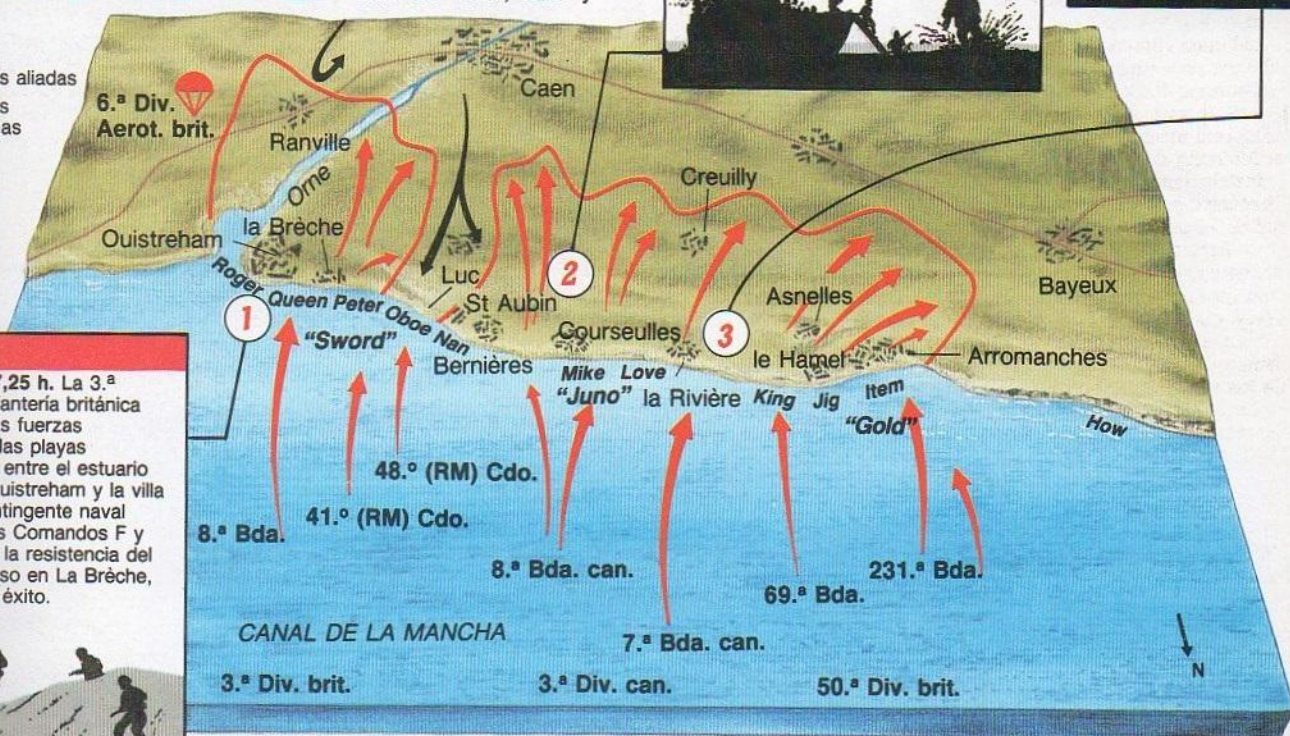 s aliadas
s
as
6.ª Div.
Aerot. brit.
Ranville
Orne
Caen
Creuilly
Ouistreham
la Brèche
Luc
St Aubin
Bayeux
Asnelles
Courseulles
le Hamel
Arromanches
Bernières
la Rivière
Roger
Queen Peter Oboe Nan
"Sword"
Mike Love
"Juno"
King
Jig
Item
"Gold"
How
1
2
3
7,25 h. La 3.ª
antería británica
s fuerzas
las playas
entre el estuario
uistreham y la villa
ntingente naval
s Comandos F y
la resistencia del
so en La Brèche,
éxito.
48.º (RM) Cdo.
41.º (RM) Cdo.
8.ª Bda.
8.ª Bda. can.
231.ª Bda.
69.ª Bda.
7.ª Bda. can.
CANAL DE LA MANCHA
3.ª Div. brit.
3.ª Div. can.
50.ª Div. brit.
N